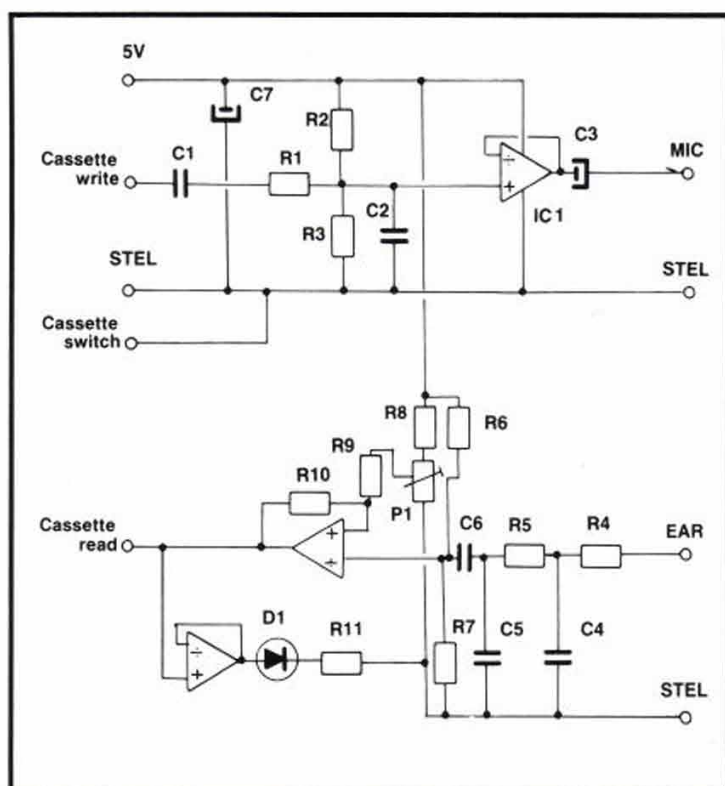 5V
C7
R2
C3
Cassette
write
C1
R1
÷
+
MIC
C2
IC1
R3
STEL
STEL
Cassette
switch
R8
R6
R9
R10
P1
Cassette
read
+
÷
C6
R5
R4
EAR
D1
R11
R7
C5
C4
÷
+
STEL